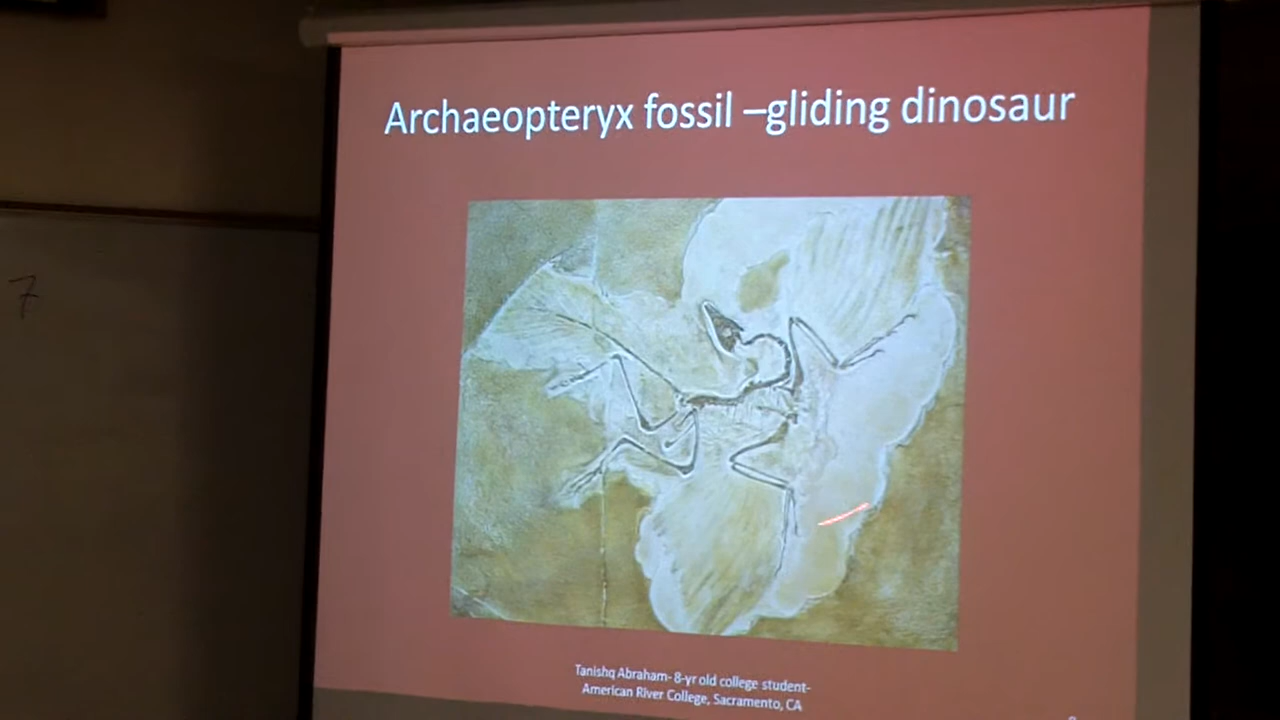 Archaeopteryx fossil –gliding dinosaur
7
Tanishq Abraham- 8-yr old college student-
American River College, Sacramento, CA